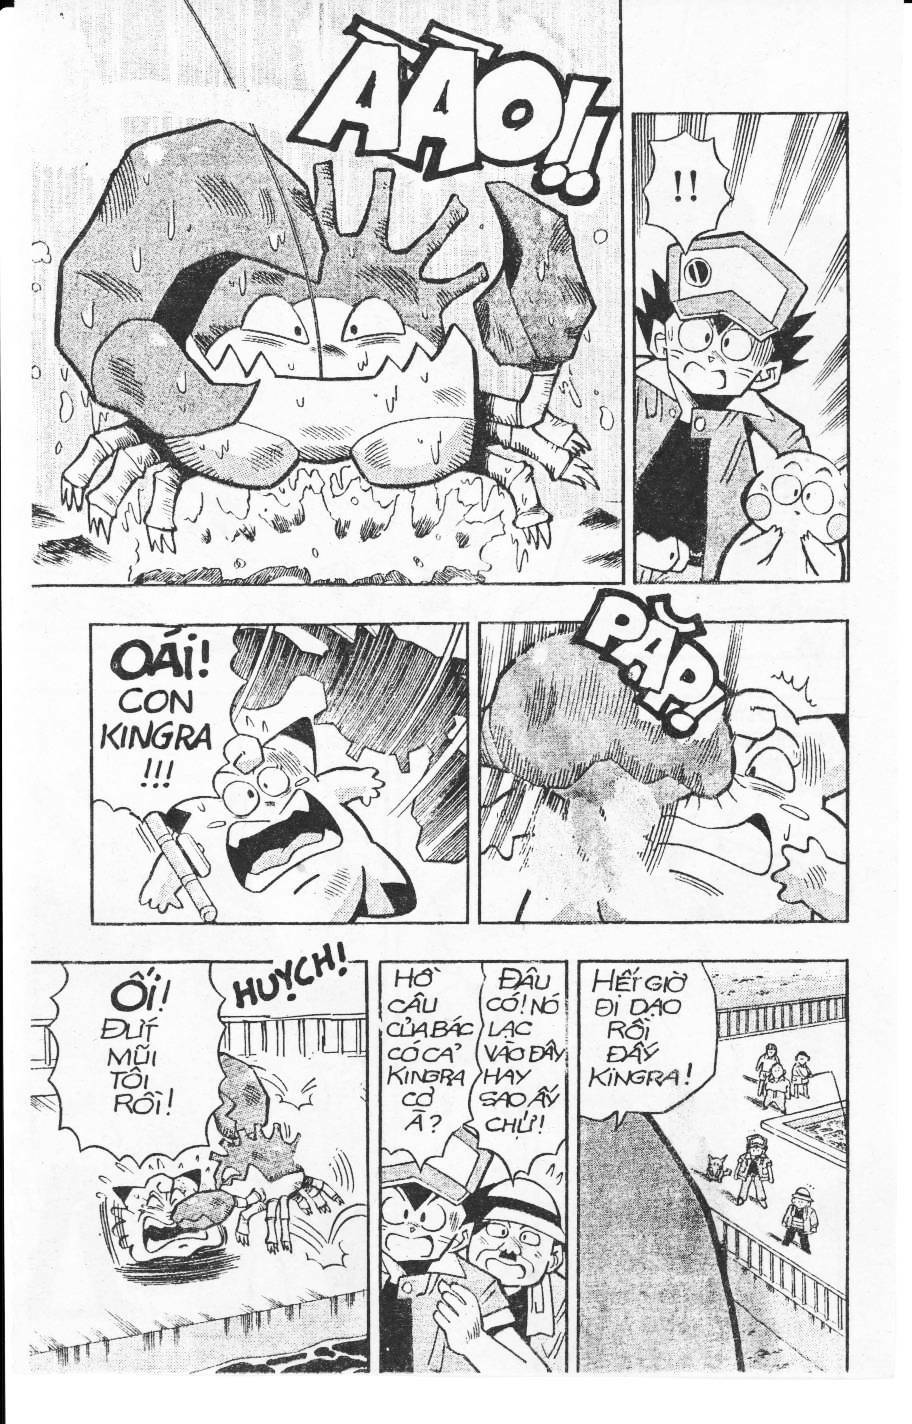 ÀÀO!!
!!
OÁI!
CON
KINGRA
!!!
PẶP!
ỐI!
ĐỨT
MŨI
TÔI
RỒI!
HUỴCH!
HỒ
CÂU
CỦA BÁC
CÓ CẢ
KINGRA
CƠ
À?
ĐÂU
CÓ! NÓ
LẠC
VÀO ĐÂY
HAY
SAO ẤY
CHỨ!
HẾT GIỜ
ĐI DẠO
RỒI
ĐẤY
KINGRA!